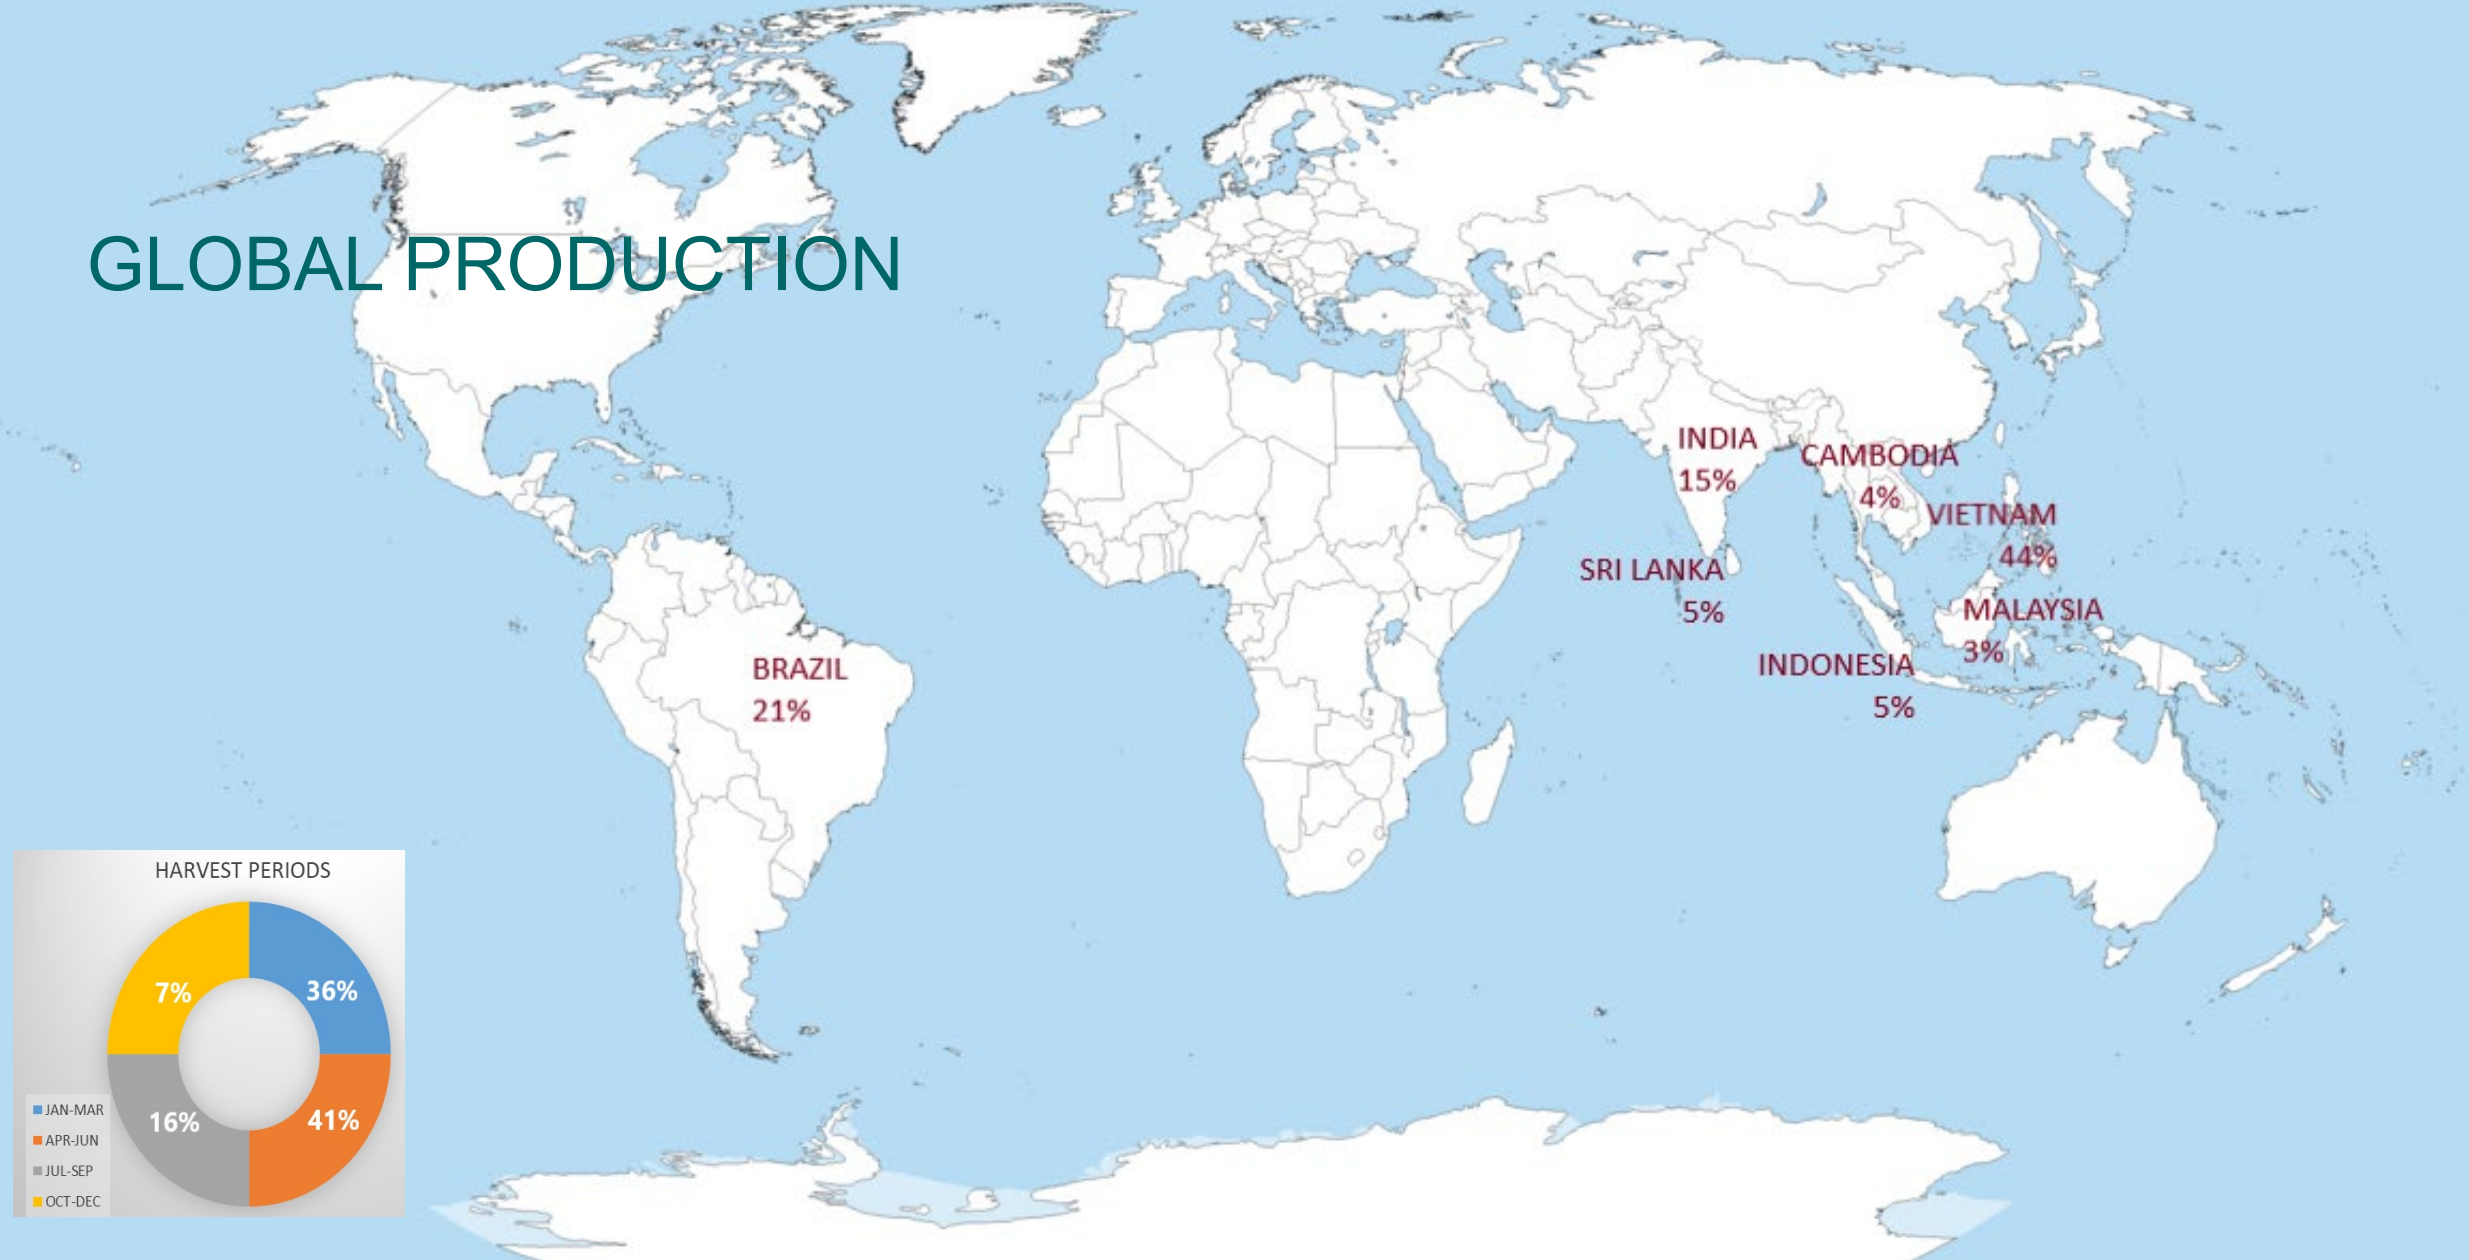 GLOBAL PRODUCTION
INDIA
15%
CAMBODIA
4%
VIETNAM
44%
SRI LANKA
5%
MALAYSIA
3%
INDONESIA
5%
BRAZIL
21%
HARVEST PERIODS
7%
36%
16%
41%
JAN-MAR
APR-JUN
JUL-SEP
OCT-DEC